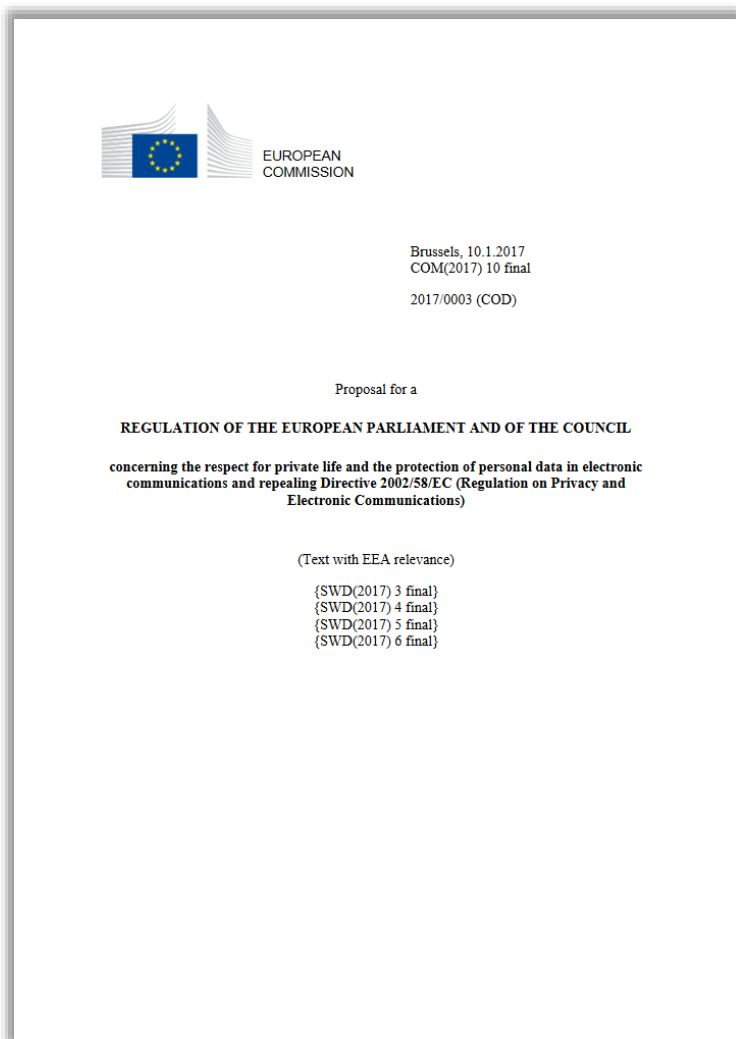 EUROPEAN
COMMISSION
Brussels, 10.1.2017
COM(2017) 10 final
2017/0003 (COD)
Proposal for a
REGULATION OF THE EUROPEAN PARLIAMENT AND OF THE COUNCIL
concerning the respect for private life and the protection of personal data in electronic
communications and repealing Directive 2002/58/EC (Regulation on Privacy and
Electronic Communications)
(Text with EEA relevance)
{SWD(2017) 3 final}
{SWD(2017) 4 final}
{SWD(2017) 5 final}
{SWD(2017) 6 final}